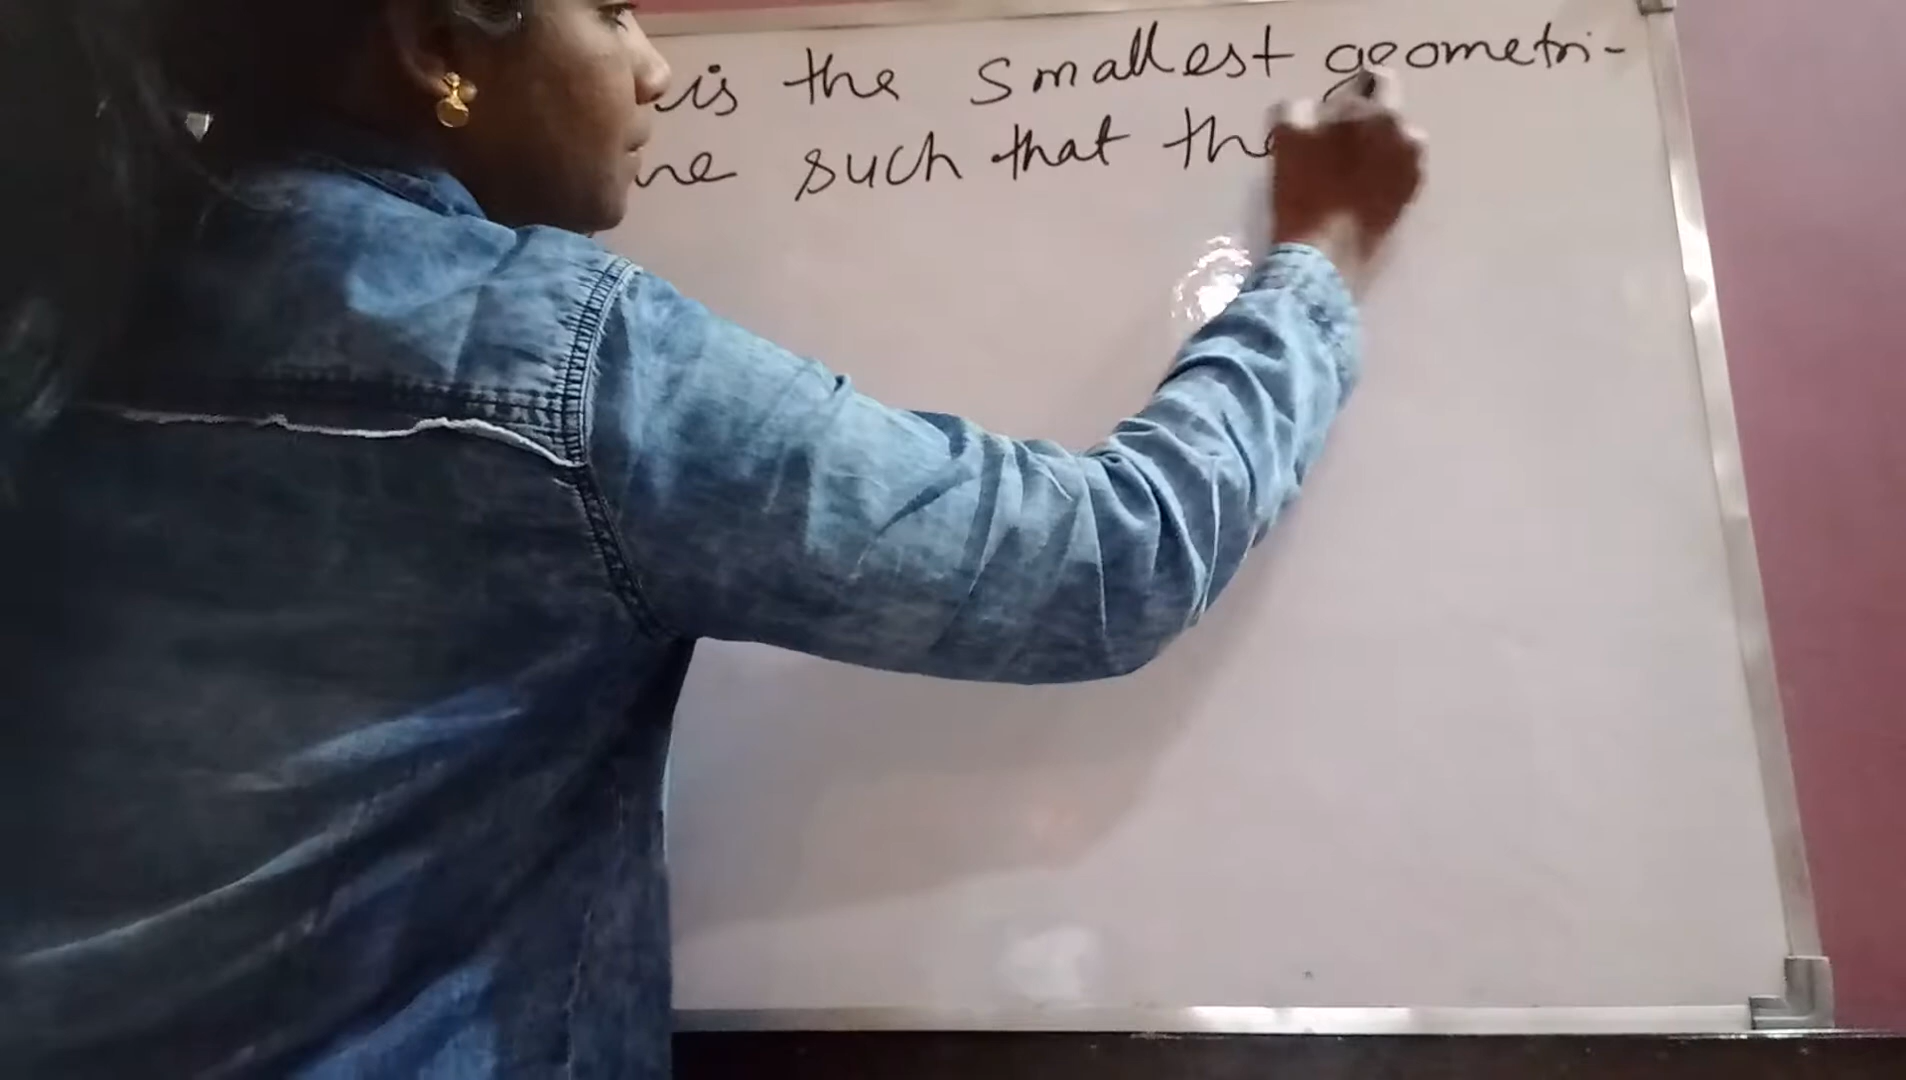 is the smallest geometri-
such that the